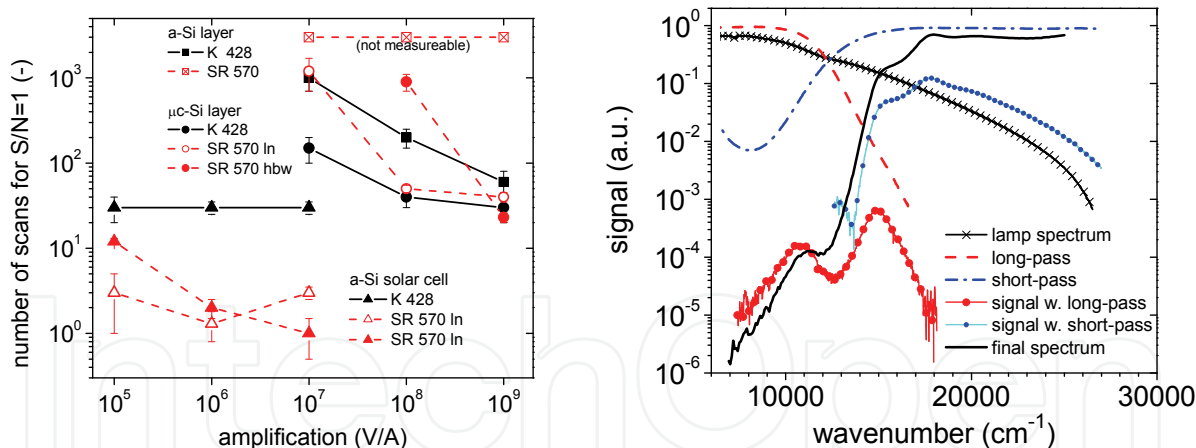 number of scans for S/N=1 (-)
10^3
10^2
10^1
10^0
a-Si layer
K 428
SR 570
(not measureable)
μc-Si layer
K 428
SR 570 ln
SR 570 hbw
a-Si solar cell
K 428
SR 570 ln
SR 570 ln
10^5 10^6 10^7 10^8 10^9
amplification (V/A)
signal (a.u.)
10^0
10^-1
10^-2
10^-3
10^-4
10^-5
10^-6
lamp spectrum
long-pass
short-pass
signal w. long-pass
signal w. short-pass
final spectrum
10000 20000 30000
wavenumber (cm^-1)
IntechOpen